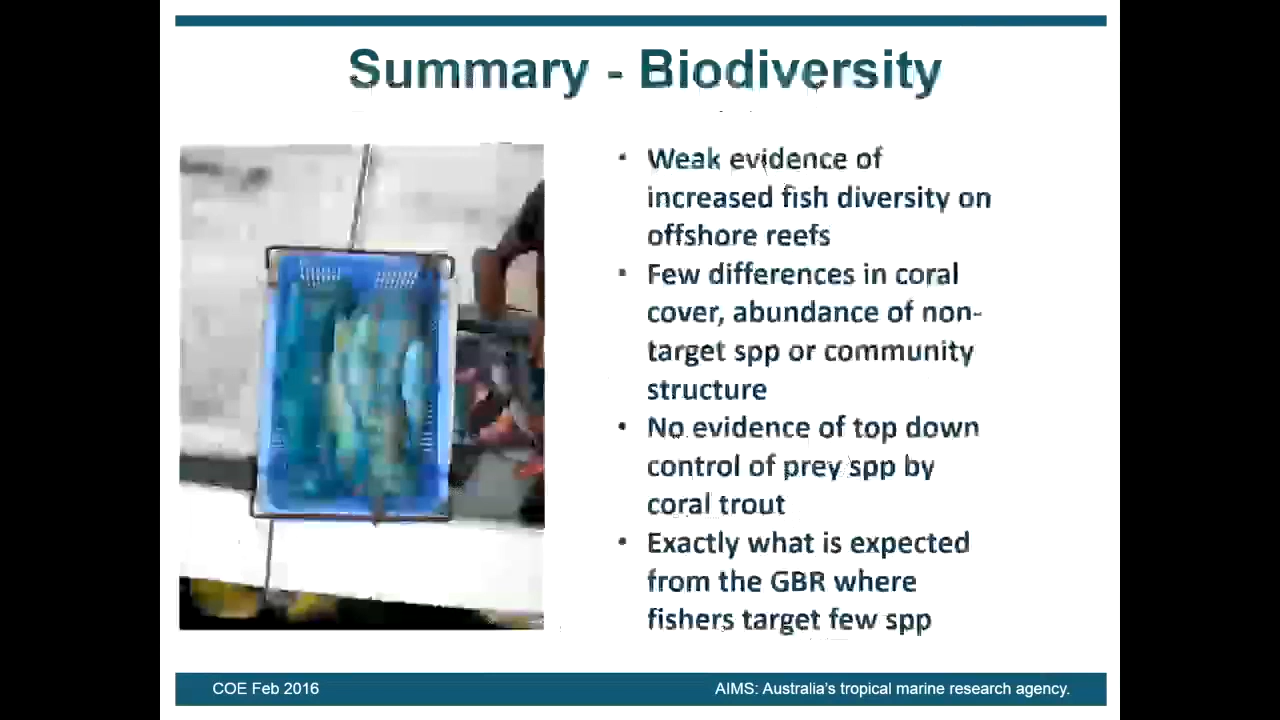 Summary - Biodiversity
• Weak evidence of
increased fish diversity on
offshore reefs
• Few differences in coral
cover, abundance of non-
target spp or community
structure
• No evidence of top down
control of prey spp by
coral trout
• Exactly what is expected
from the GBR where
fishers target few spp
COE Feb 2016
AIMS: Australia's tropical marine research agency.